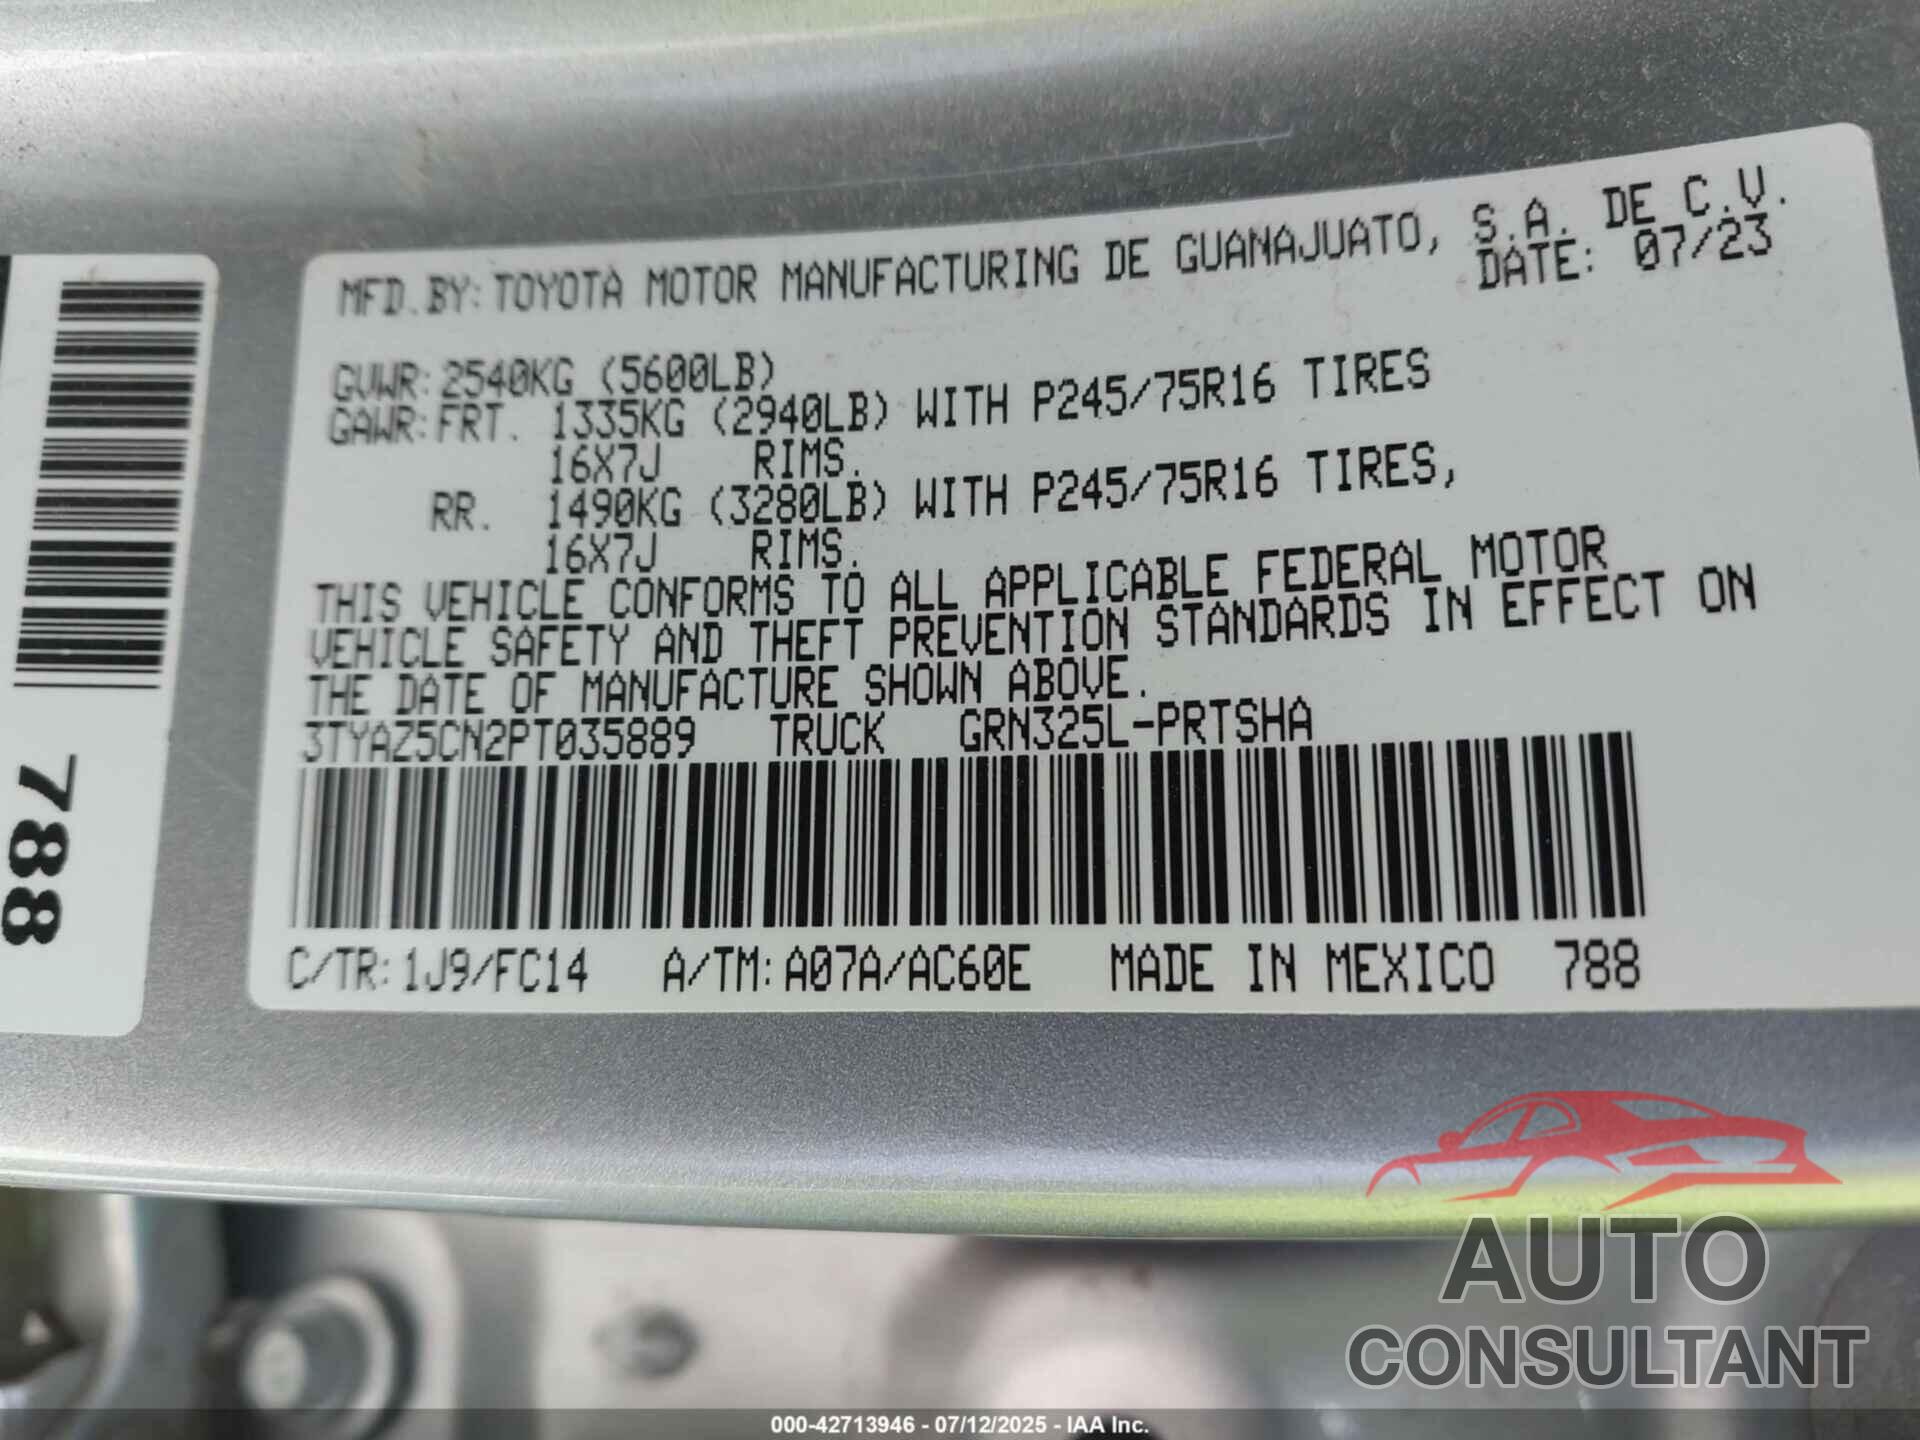 MFD.BY: TOYOTA MOTOR MANUFACTURING DE GUANAJUATO, S.A. DE C.V.
DATE: 07/23
GVWR: 2540KG (5600LB)
GAWR: FRT. 1335KG (2940LB) WITH P245/75R16 TIRES
16X7J RIMS.
RR. 1490KG (3280LB) WITH P245/75R16 TIRES,
16X7J RIMS.
THIS VEHICLE CONFORMS TO ALL APPLICABLE FEDERAL MOTOR
VEHICLE SAFETY AND THEFT PREVENTION STANDARDS IN EFFECT ON
THE DATE OF MANUFACTURE SHOWN ABOVE.
3TYAZ5CN2PT035889 TRUCK GRN325L-PRTSHA
C/TR: 1J9/FC14 A/TM: A07A/AC60E MADE IN MEXICO 788
788
AUTO
CONSULTANT
000-42713946 - 07/12/2025 - IAA Inc.